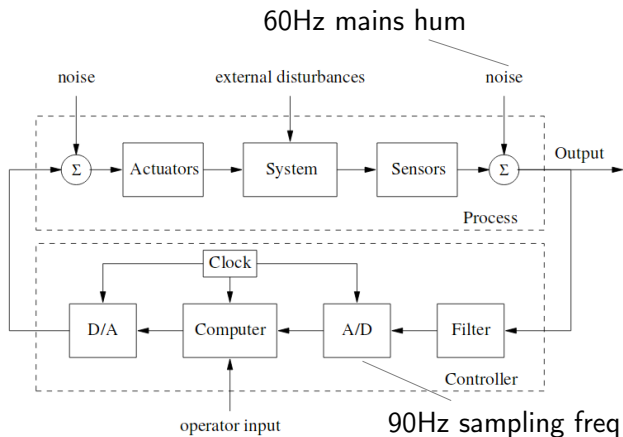 60Hz mains hum
noise
external disturbances
noise
Σ
Actuators
System
Sensors
Σ
Output
Process
Clock
D/A
Computer
A/D
Filter
Controller
operator input
90Hz sampling freq